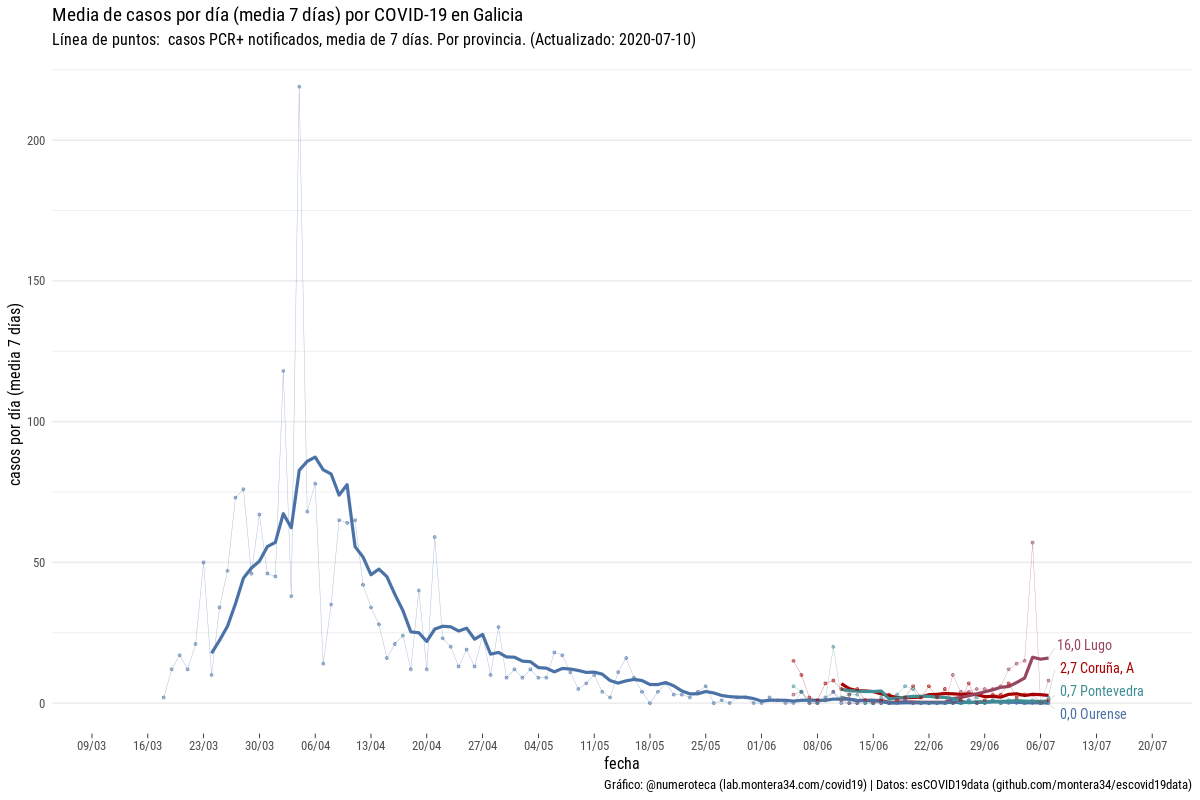 Media de casos por día (media 7 días) por COVID-19 en Galicia
Línea de puntos:  casos PCR+ notificados, media de 7 días. Por provincia. (Actualizado: 2020-07-10)
casos por día (media 7 días)
200
150
100
50
0
16,0 Lugo
2,7 Coruña, A
0,7 Pontevedra
0,0 Ourense
09/03 16/03 23/03 30/03 06/04 13/04 20/04 27/04 04/05 11/05 18/05 25/05 01/06 08/06 15/06 22/06 29/06 06/07 13/07 20/07
fecha
Gráfico: @numeroteca (lab.montera34.com/covid19) | Datos: esCOVID19data (github.com/montera34/escovid19data)